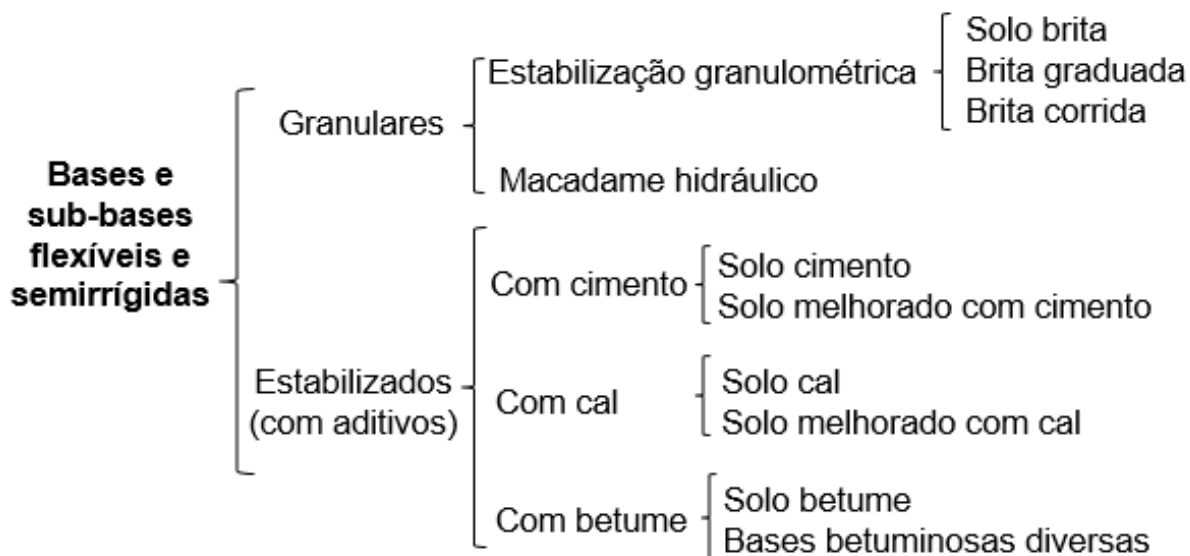 Bases e
sub-bases
flexíveis e
semirrígidas
Granulares
Estabilização granulométrica
Solo brita
Brita graduada
Brita corrida
Macadame hidráulico
Estabilizados
(com aditivos)
Com cimento
Solo cimento
Solo melhorado com cimento
Com cal
Solo cal
Solo melhorado com cal
Com betume
Solo betume
Bases betuminosas diversas